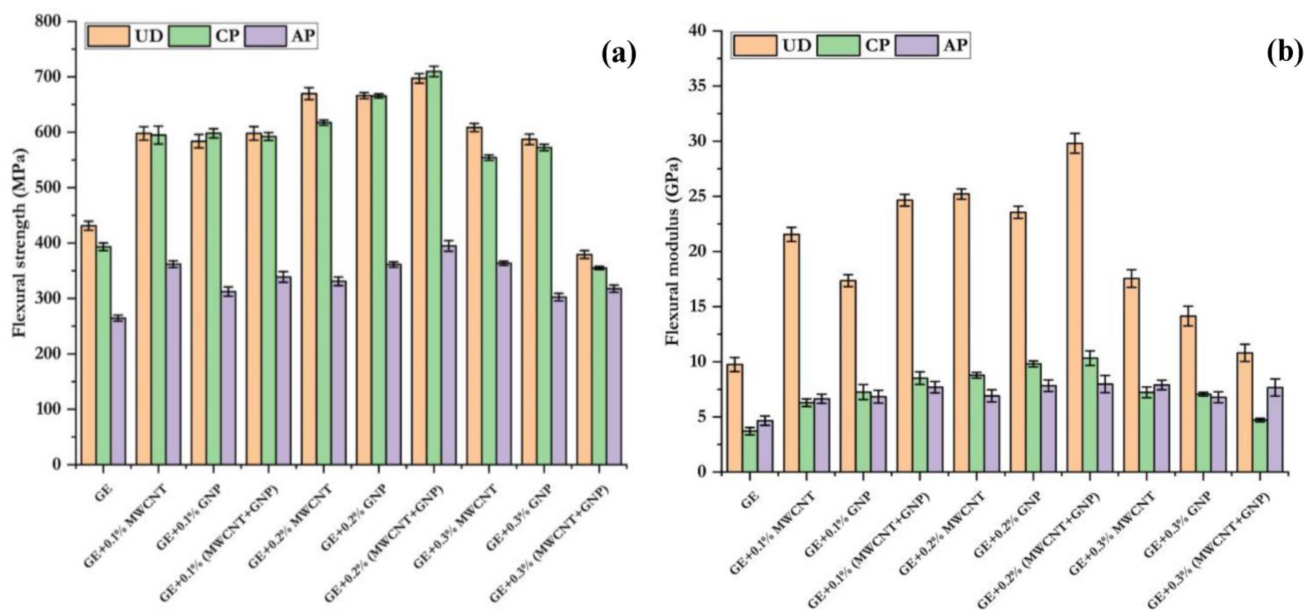 UD CP AP
(a)
Flexural strength (MPa)
800
700
600
500
400
300
200
100
0
GE
GE+0.1% MWCNT
GE+0.1% GNP
GE+0.1% (MWCNT+GNP)
GE+0.2% MWCNT
GE+0.2% GNP
GE+0.2% (MWCNT+GNP)
GE+0.3% MWCNT
GE+0.3% GNP
GE+0.3% (MWCNT+GNP)
UD CP AP
(b)
Flexural modulus (GPa)
40
35
30
25
20
15
10
5
0
GE
GE+0.1% MWCNT
GE+0.1% GNP
GE+0.1% (MWCNT+GNP)
GE+0.2% MWCNT
GE+0.2% GNP
GE+0.2% (MWCNT+GNP)
GE+0.3% MWCNT
GE+0.3% GNP
GE+0.3% (MWCNT+GNP)